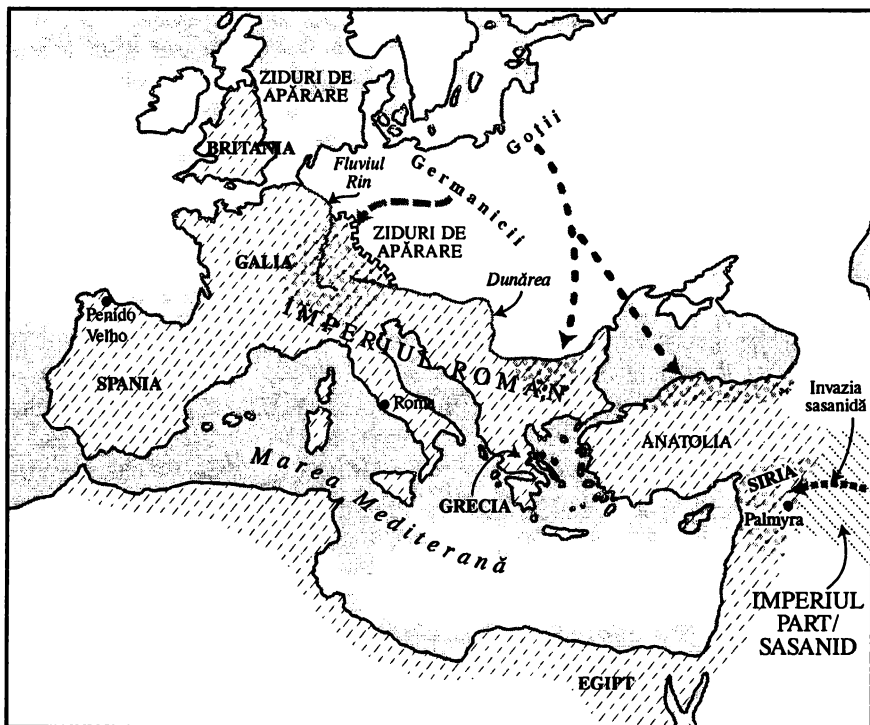 ZIDURI DE
APĂRARE
BRITANIA
Fluviul
Rin
Germanicii
Goții
ZIDURI DE
APĂRARE
GALIA
Dunărea
IMPERIUL ROMAN
Penido
Velho
SPANIA
Roma
Invazia
sasanidă
ANATOLIA
SIRIA
Palmyra
Marea Mediterană
GRECIA
IMPERIUL
PART/
SASANID
EGIPT